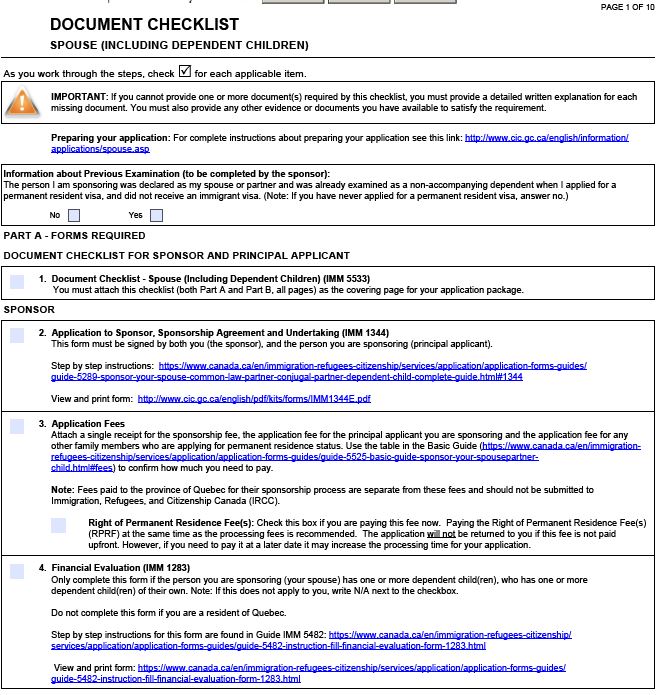 PAGE 1 OF 10
DOCUMENT CHECKLIST
SPOUSE (INCLUDING DEPENDENT CHILDREN)
As you work through the steps, check ☑ for each applicable item.
IMPORTANT: If you cannot provide one or more document(s) required by this checklist, you must provide a detailed written explanation for each
missing document. You must also provide any other evidence or documents you have available to satisfy the requirement.
Preparing your application: For complete instructions about preparing your application see this link: http://www.cic.gc.ca/english/information/
applications/spouse.asp
Information about Previous Examination (to be completed by the sponsor):
The person I am sponsoring was declared as my spouse or partner and was already examined as a non-accompanying dependent when I applied for a
permanent resident visa, and did not receive an immigrant visa. (Note: If you have never applied for a permanent resident visa, answer no.)
No Yes
PART A - FORMS REQUIRED
DOCUMENT CHECKLIST FOR SPONSOR AND PRINCIPAL APPLICANT
1. Document Checklist - Spouse (Including Dependent Children) (IMM 5533)
You must attach this checklist (both Part A and Part B, all pages) as the covering page for your application package.
SPONSOR
2. Application to Sponsor, Sponsorship Agreement and Undertaking (IMM 1344)
This form must be signed by both you (the sponsor), and the person you are sponsoring (principal applicant).
Step by step instructions: https://www.canada.ca/en/immigration-refugees-citizenship/services/application/application-forms-guides/
guide-5289-sponsor-your-spouse-common-law-partner-conjugal-partner-dependent-child-complete-guide.html#1344
View and print form: http://www.cic.gc.ca/english/pdf/kits/forms/IMM1344E.pdf
3. Application Fees
Attach a single receipt for the sponsorship fee, the application fee for the principal applicant you are sponsoring and the application fee for any
other family members who are applying for permanent residence status. Use the table in the Basic Guide (https://www.canada.ca/en/immigration-
refugees-citizenship/services/application/application-forms-guides/guide-5525-basic-guide-sponsor-your-spousepartner-
child.html#fees) to confirm how much you need to pay.
Note: Fees paid to the province of Quebec for their sponsorship process are separate from these fees and should not be submitted to
Immigration, Refugees, and Citizenship Canada (IRCC).
Right of Permanent Residence Fee(s): Check this box if you are paying this fee now. Paying the Right of Permanent Residence Fee(s)
(RPRF) at the same time as the processing fees is recommended. The application will not be returned to you if this fee is not paid
upfront. However, if you need to pay it at a later date it may increase the processing time for your application.
4. Financial Evaluation (IMM 1283)
Only complete this form if the person you are sponsoring (your spouse) has one or more dependent child(ren), who has one or more
dependent child(ren) of their own. Note: If this does not apply to you, write N/A next to the checkbox.
Do not complete this form if you are a resident of Quebec.
Step by step instructions for this form are found in Guide IMM 5482: https://www.canada.ca/en/immigration-refugees-citizenship/
services/application/application-forms-guides/guide-5482-instruction-fill-financial-evaluation-form-1283.html
View and print form: https://www.canada.ca/en/immigration-refugees-citizenship/services/application/application-forms-guides/
guide-5482-instruction-fill-financial-evaluation-form-1283.html